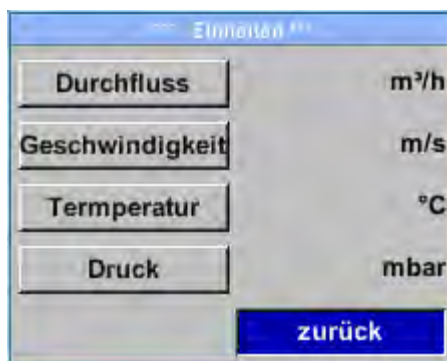 *** Einheiten ***
Durchfluss m³/h
Geschwindigkeit m/s
Termperatur °C
Druck mbar
zurück